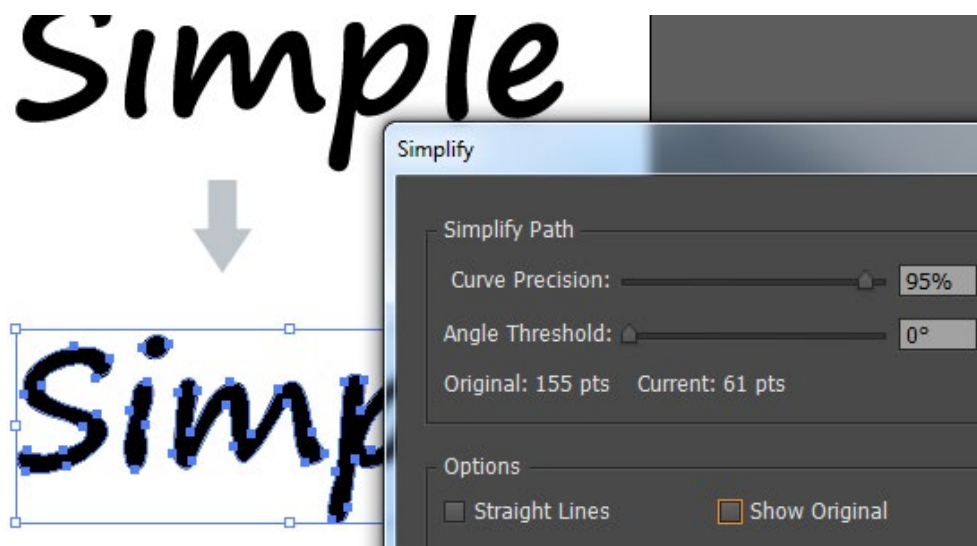 Simple
Simplify
Simplify Path
Curve Precision: 95%
Angle Threshold: 0°
Original: 155 pts Current: 61 pts
Simp
Options
Straight Lines Show Original